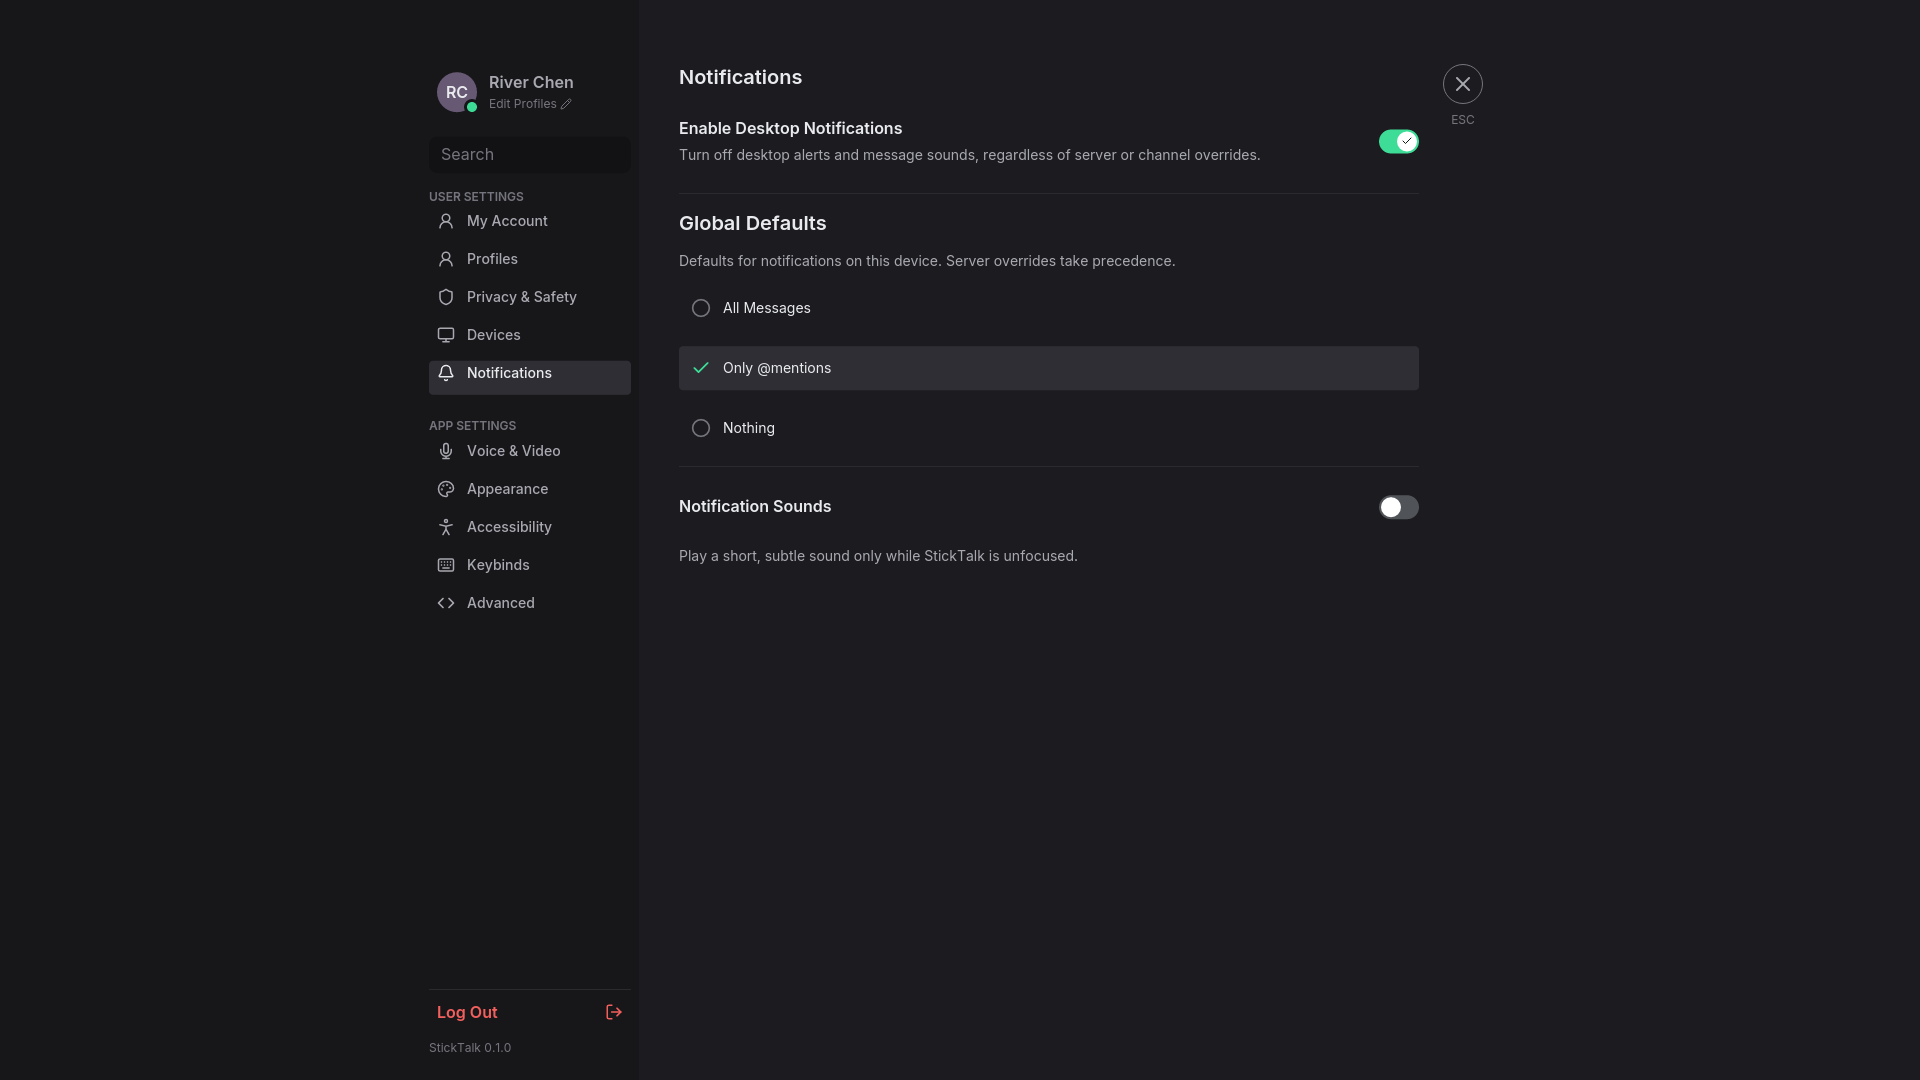 RC
River Chen
Edit Profiles
Search
USER SETTINGS
My Account
Profiles
Privacy & Safety
Devices
Notifications
APP SETTINGS
Voice & Video
Appearance
Accessibility
Keybinds
Advanced
Log Out
StickTalk 0.1.0
Notifications
ESC
Enable Desktop Notifications
Turn off desktop alerts and message sounds, regardless of server or channel overrides.
Global Defaults
Defaults for notifications on this device. Server overrides take precedence.
All Messages
Only @mentions
Nothing
Notification Sounds
Play a short, subtle sound only while StickTalk is unfocused.